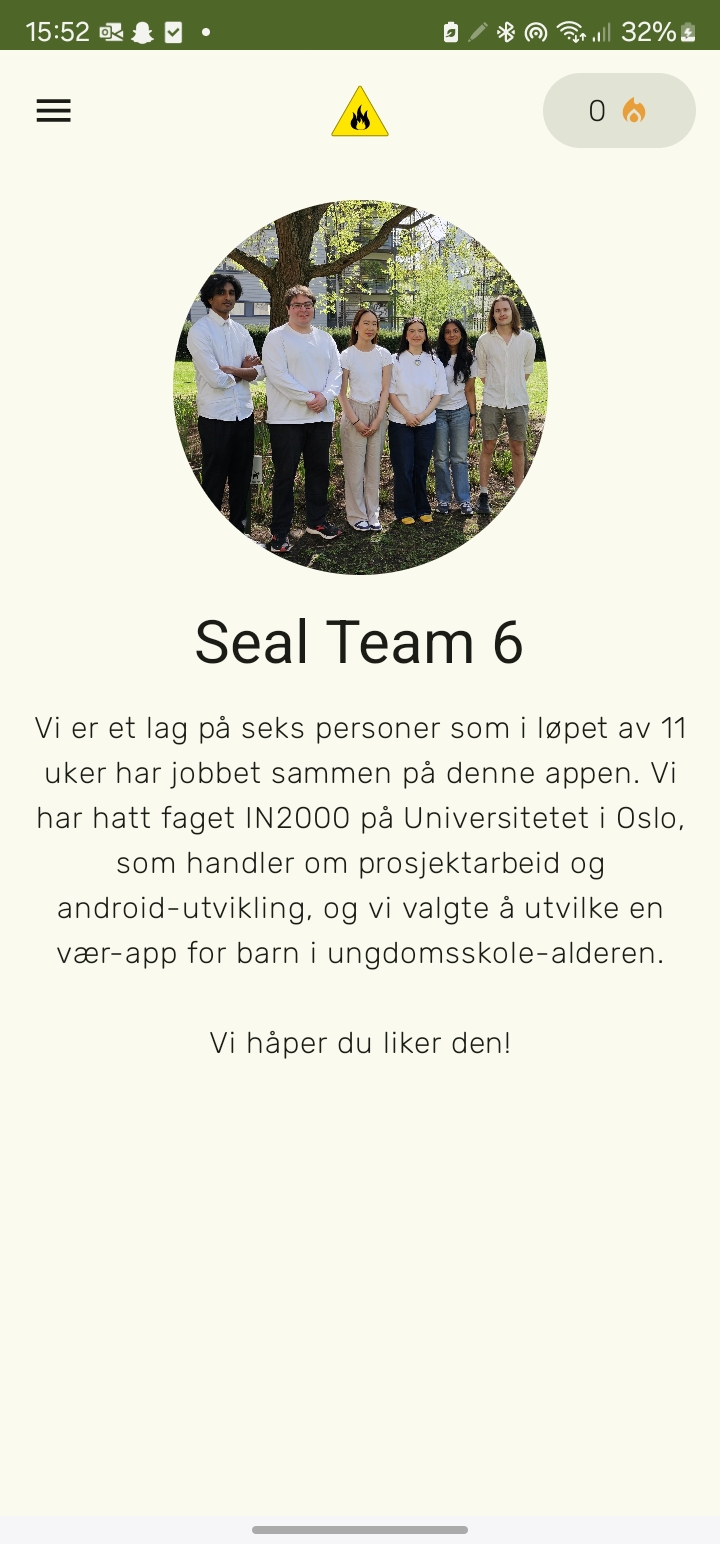 15:52
32%
0
Seal Team 6
Vi er et lag på seks personer som i løpet av 11
uker har jobbet sammen på denne appen. Vi
har hatt faget IN2000 på Universitetet i Oslo,
som handler om prosjektarbeid og
android-utvikling, og vi valgte å utvilke en
vær-app for barn i ungdomsskole-alderen.
Vi håper du liker den!